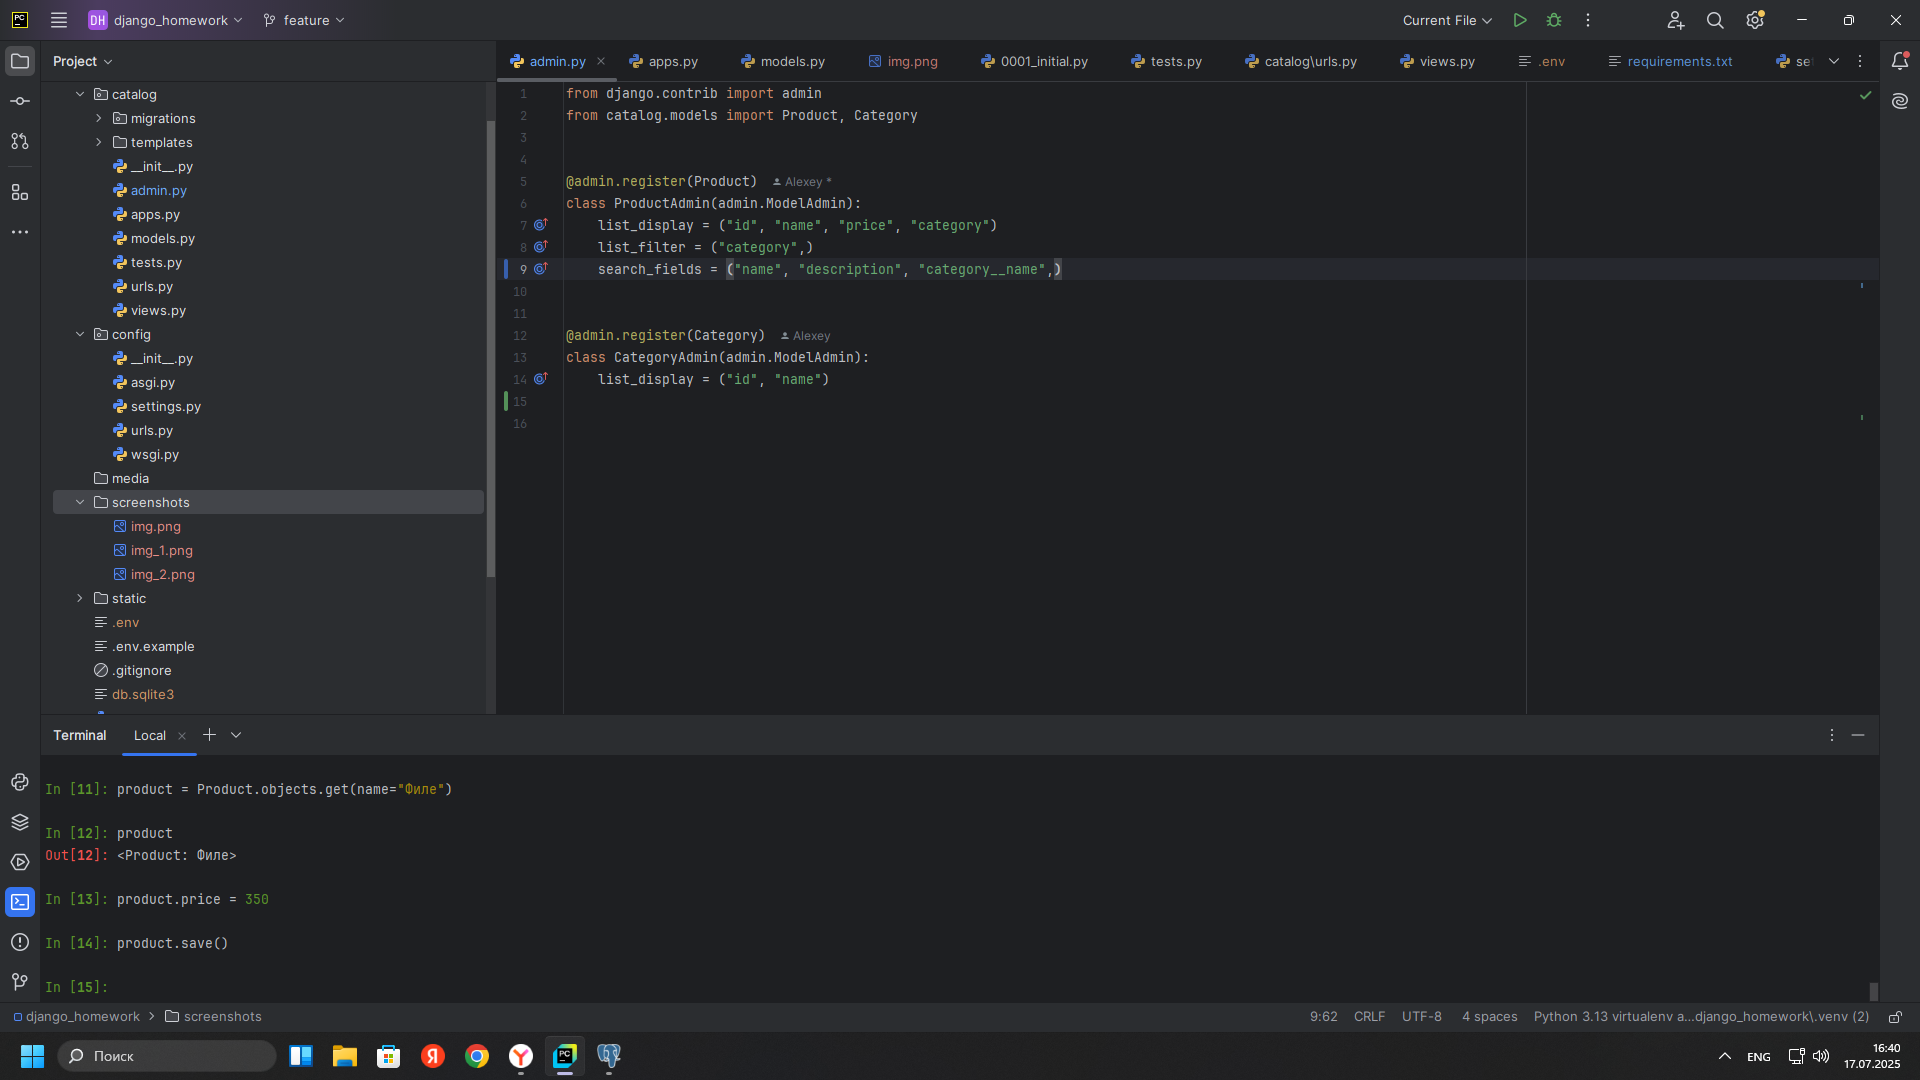 PC
DH django_homework feature Current File
Project
admin.py apps.py models.py img.png 0001_initial.py tests.py catalog\urls.py views.py .env requirements.txt
catalog
migrations
templates
__init__.py
admin.py
apps.py
models.py
tests.py
urls.py
views.py
config
__init__.py
asgi.py
settings.py
urls.py
wsgi.py
media
screenshots
img.png
img_1.png
img_2.png
static
.env
.env.example
.gitignore
db.sqlite3
1 from django.contrib import admin
2 from catalog.models import Product, Category
3
4
5 @admin.register(Product) Alexey *
6 class ProductAdmin(admin.ModelAdmin):
7 list_display = ("id", "name", "price", "category")
8 list_filter = ("category",)
9 search_fields = ("name", "description", "category__name",)
10
11
12 @admin.register(Category) Alexey
13 class CategoryAdmin(admin.ModelAdmin):
14 list_display = ("id", "name")
15
16
Terminal Local
In [11]: product = Product.objects.get(name="Филе")
In [12]: product
Out[12]: <Product: Филе>
In [13]: product.price = 350
In [14]: product.save()
In [15]:
django_homework screenshots 9:62 CRLF UTF-8 4 spaces Python 3.13 virtualenv a...django_homework\.venv (2)
Поиск Я Y PC ENG 16:40
17.07.2025